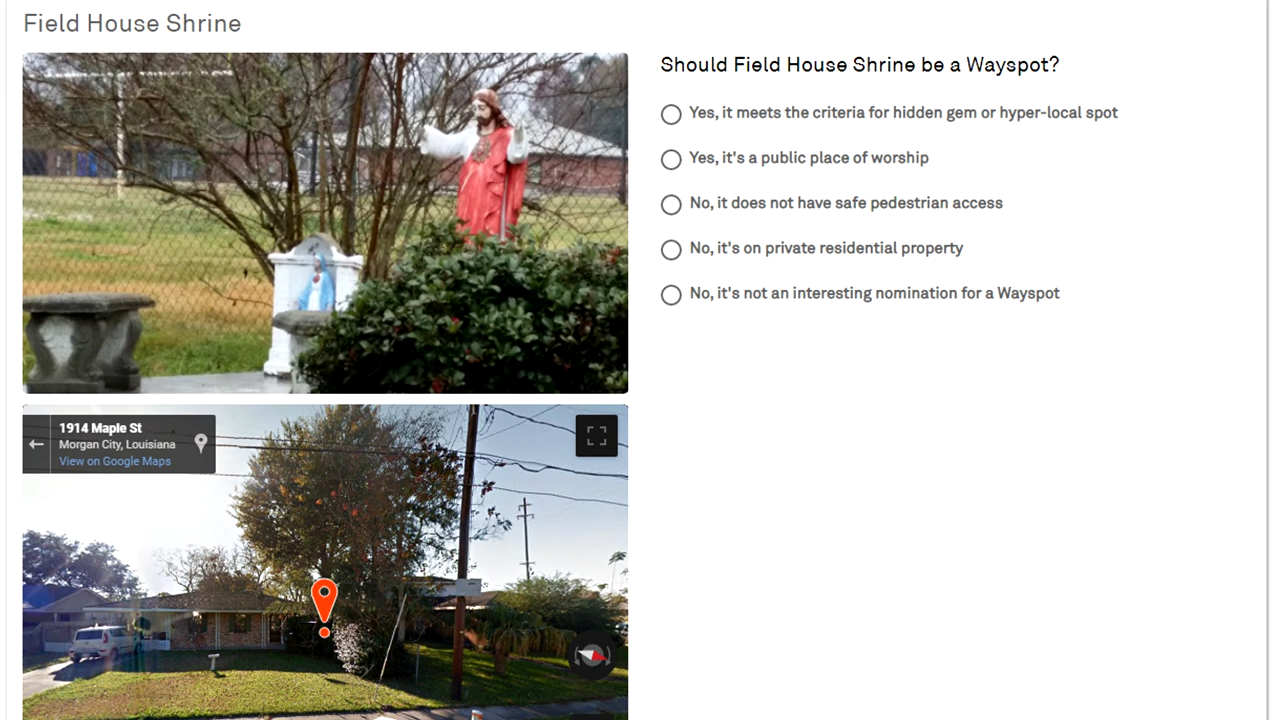 Field House Shrine
Should Field House Shrine be a Wayspot?
Yes, it meets the criteria for hidden gem or hyper-local spot
Yes, it's a public place of worship
No, it does not have safe pedestrian access
No, it's on private residential property
No, it's not an interesting nomination for a Wayspot
1914 Maple St
Morgan City, Louisiana
View on Google Maps